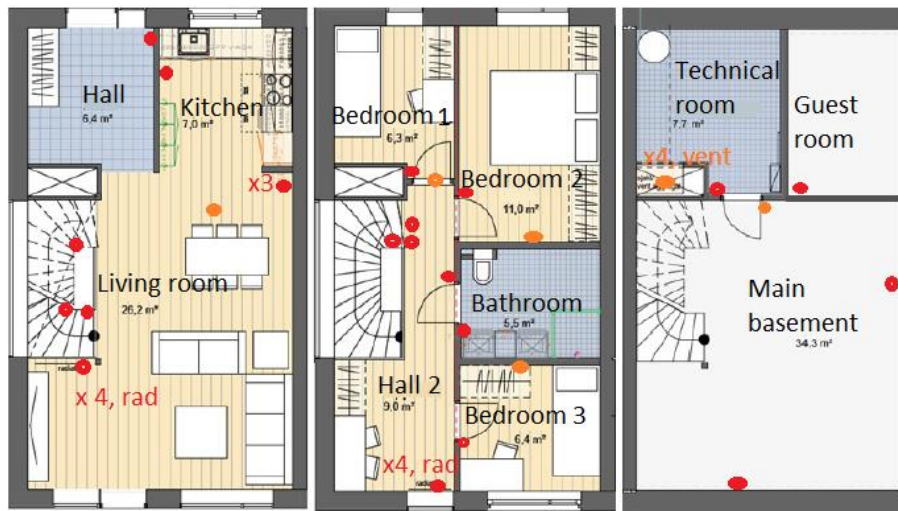 Hall
6,4 m²
Kitchen
7,0 m²
x3
Living room
26,2 m²
x 4, rad
Bedroom 1
6,3 m²
Bedroom 2
11,0 m²
Bathroom
5,5 m²
Hall 2
9,0 m²
Bedroom 3
6,4 m²
x4, rad
Technical
room
7,7 m²
Guest
room
x4, vent
Main
basement
34,3 m²